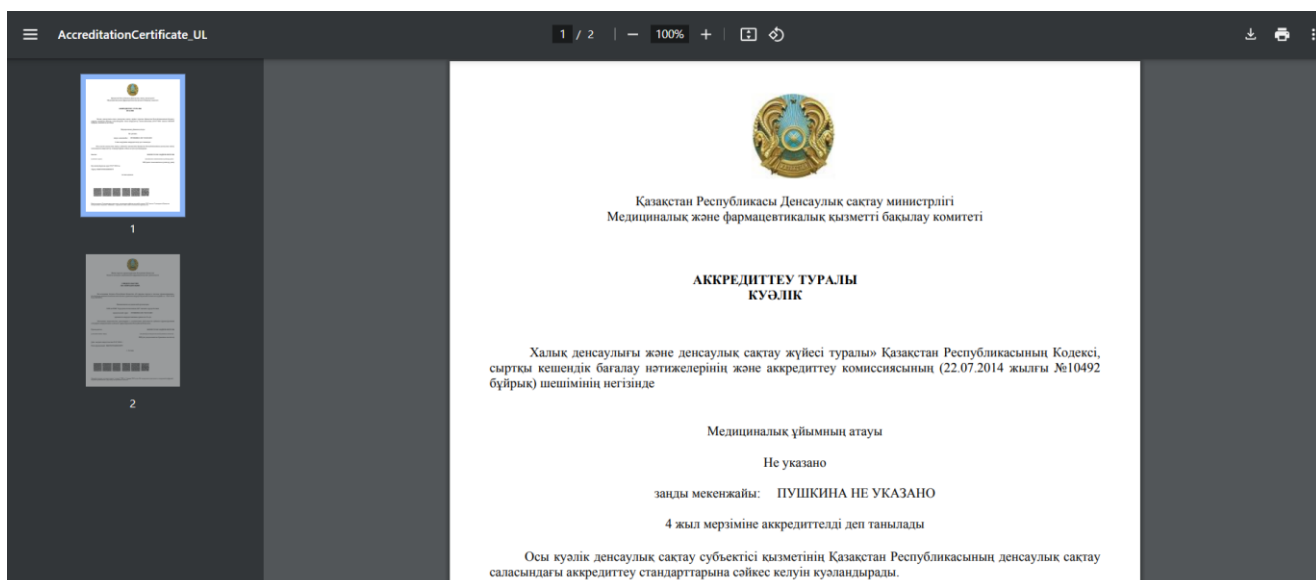 AccreditationCertificate_UL
1 / 2
100%
1
2
Қазақстан Республикасы Денсаулық сақтау министрлігі
Медициналық және фармацевтикалық қызметті бақылау комитеті
АККРЕДИТТЕУ ТУРАЛЫ
КУӘЛІК
Халық денсаулығы және денсаулық сақтау жүйесі туралы» Қазақстан Республикасының Кодексі,
сыртқы кешендік бағалау нәтижелерінің және аккредиттеу комиссиясының (22.07.2014 жылғы №10492
бұйрық) шешімінің негізінде
Медициналық ұйымның атауы
Не указано
заңды мекенжайы: ПУШКИНА НЕ УКАЗАНО
4 жыл мерзіміне аккредиттелді деп танылады
Осы куәлік денсаулық сақтау субъектісі қызметінің Қазақстан Республикасының денсаулық сақтау
саласындағы аккредиттеу стандарттарына сәйкес келуін куәландырады.